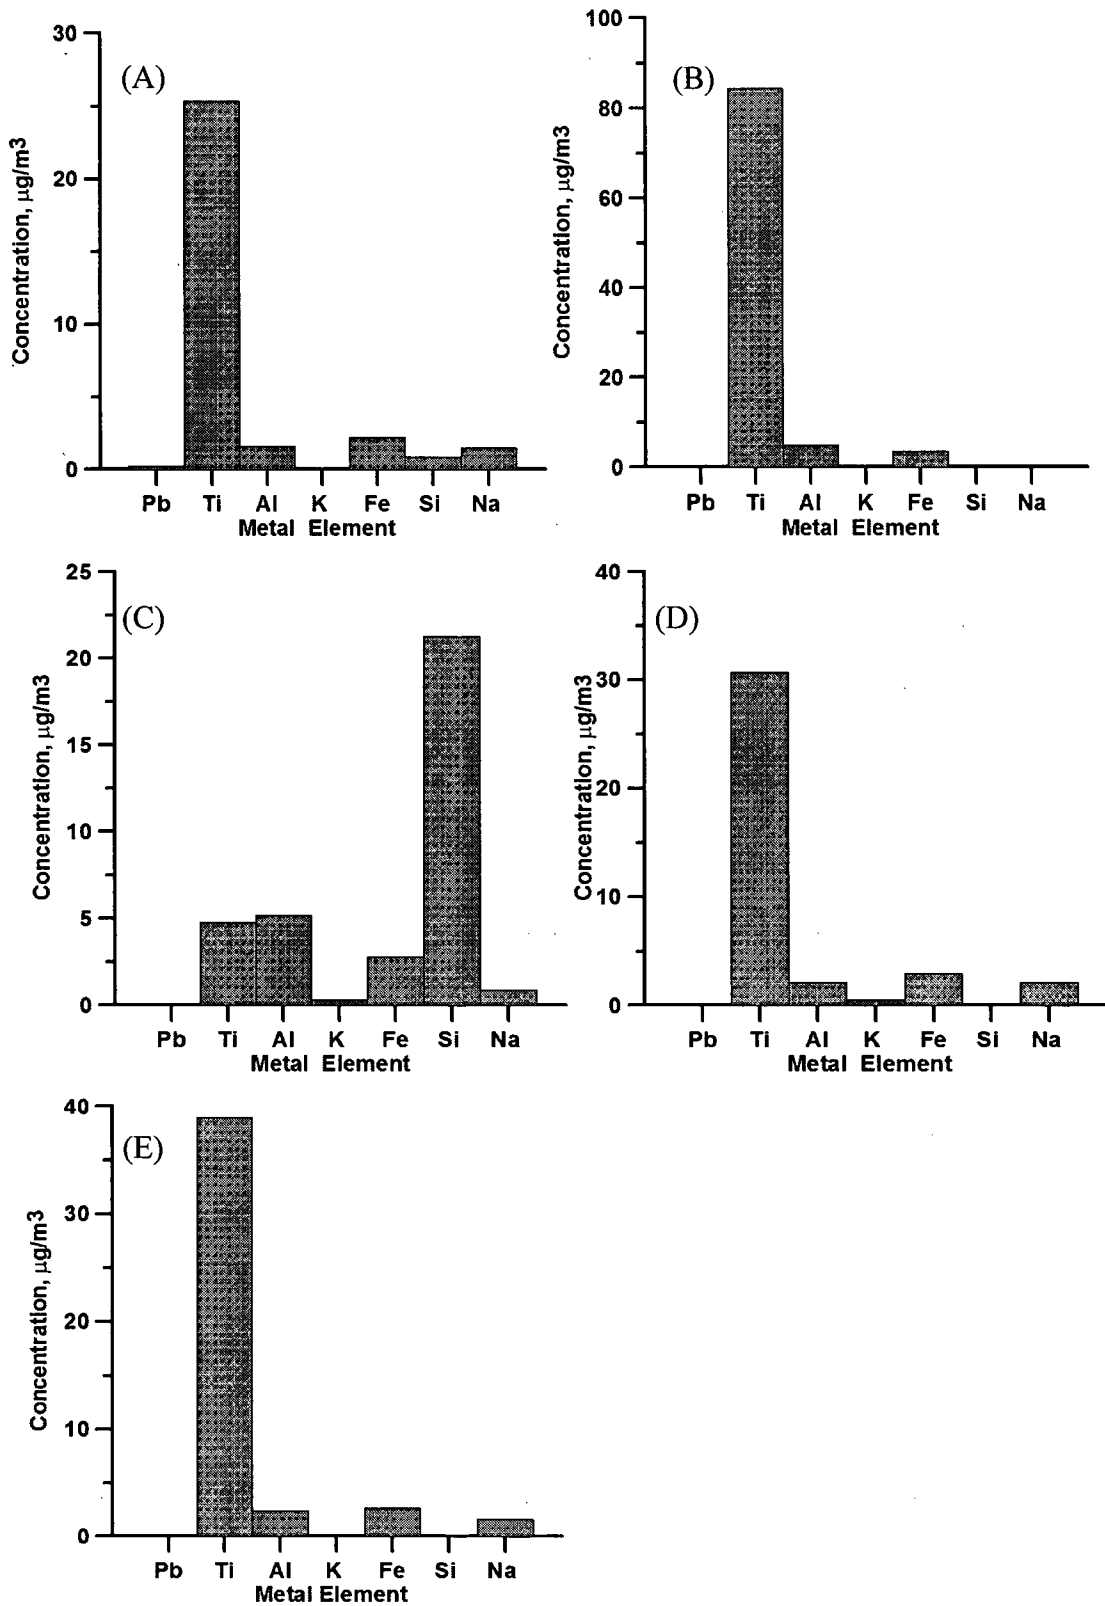 (A)
Concentration, µg/m3
30
20
10
0
Pb Ti Al K Fe Si Na
Metal Element
(B)
Concentration, µg/m3
100
80
60
40
20
0
Pb Ti Al K Fe Si Na
Metal Element
(C)
Concentration, µg/m3
25
20
15
10
5
0
Pb Ti Al K Fe Si Na
Metal Element
(D)
Concentration, µg/m3
40
30
20
10
0
Pb Ti Al K Fe Si Na
Metal Element
(E)
Concentration, µg/m3
40
30
20
10
0
Pb Ti Al K Fe Si Na
Metal Element